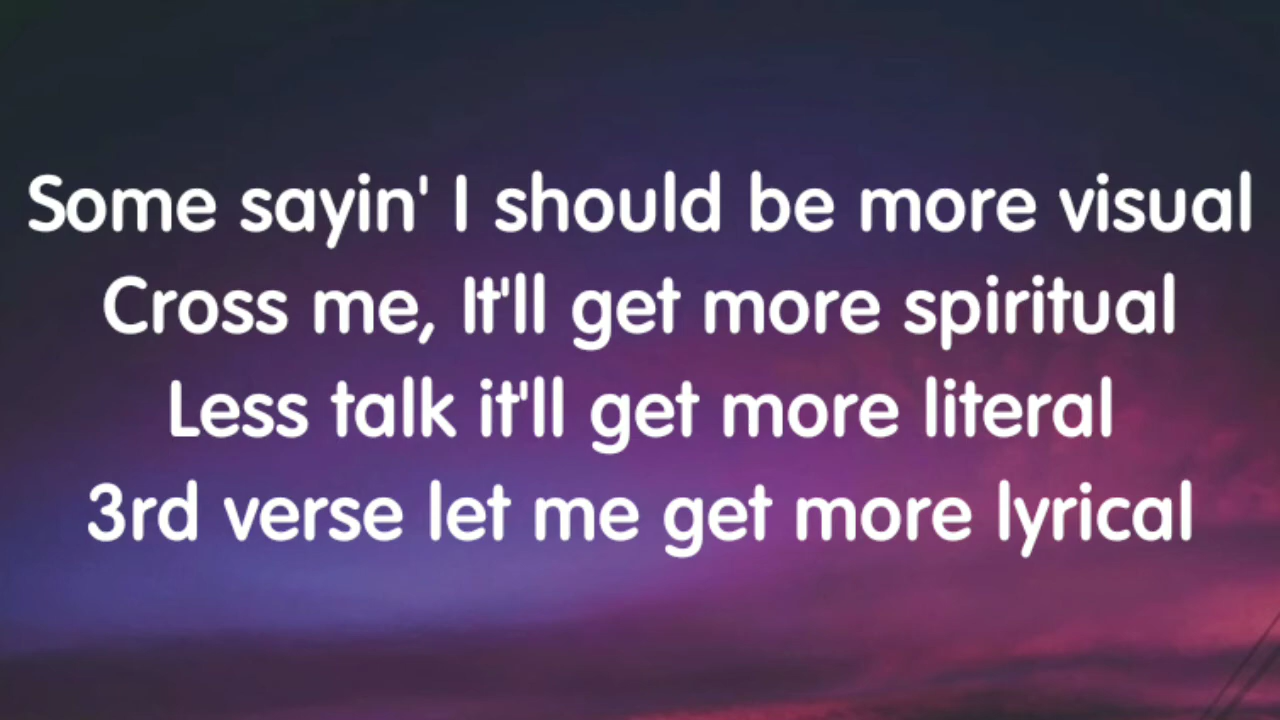 Some sayin' I should be more visual
Cross me, It'll get more spiritual
Less talk it'll get more literal
3rd verse let me get more lyrical